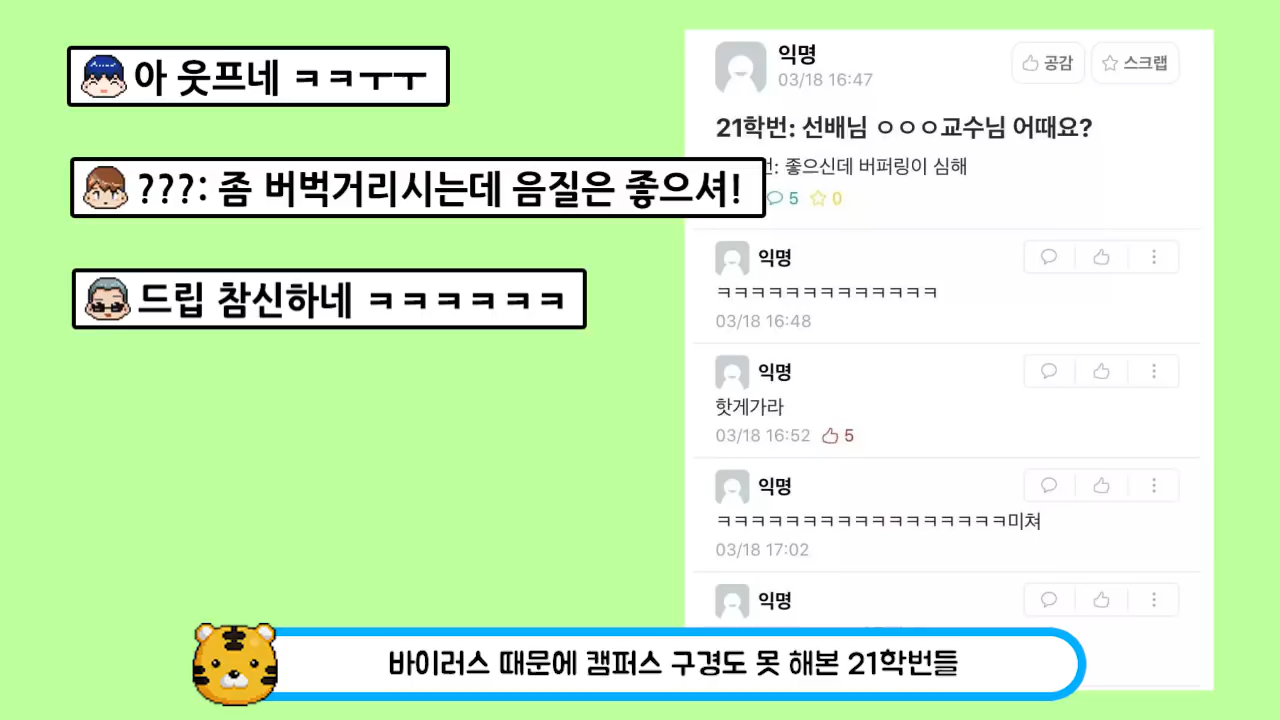 아 웃프네 ㅋㅋㅜㅜ
???: 좀 버벅거리시는데 음질은 좋으셔!
드립 참신하네 ㅋㅋㅋㅋㅋㅋ
익명
03/18 16:47
공감
스크랩
21학번: 선배님 ㅇㅇㅇ교수님 어때요?
번: 좋으신데 버퍼링이 심해
5 0
익명
ㅋㅋㅋㅋㅋㅋㅋㅋㅋㅋㅋㅋㅋ
03/18 16:48
익명
핫게가라
03/18 16:52 5
익명
ㅋㅋㅋㅋㅋㅋㅋㅋㅋㅋㅋㅋㅋㅋㅋㅋㅋ미쳐
03/18 17:02
익명
바이러스 때문에 캠퍼스 구경도 못 해본 21학번들